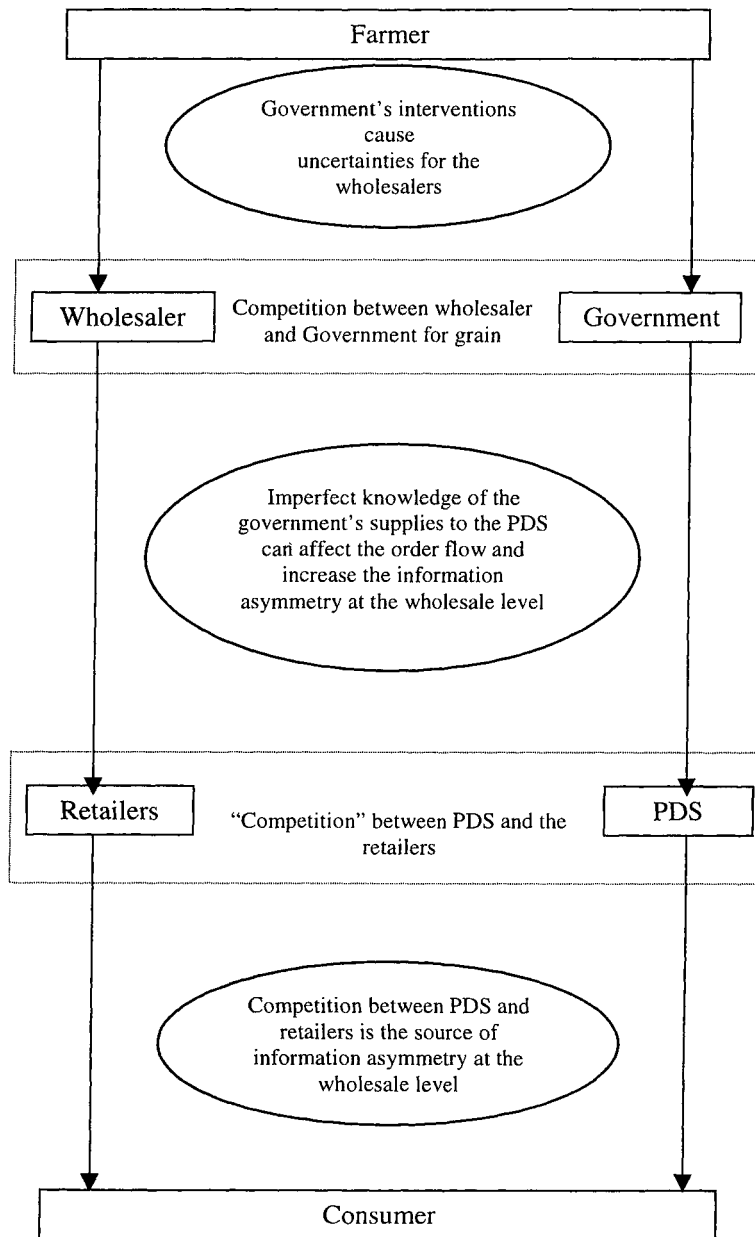 Farmer
Government's interventions
cause
uncertainties for the
wholesalers
Wholesaler
Competition between wholesaler
and Government for grain
Government
Imperfect knowledge of the
government's supplies to the PDS
can affect the order flow and
increase the information
asymmetry at the wholesale level
Retailers
"Competition" between PDS and the
retailers
PDS
Competition between PDS and
retailers is the source of
information asymmetry at the
wholesale level
Consumer